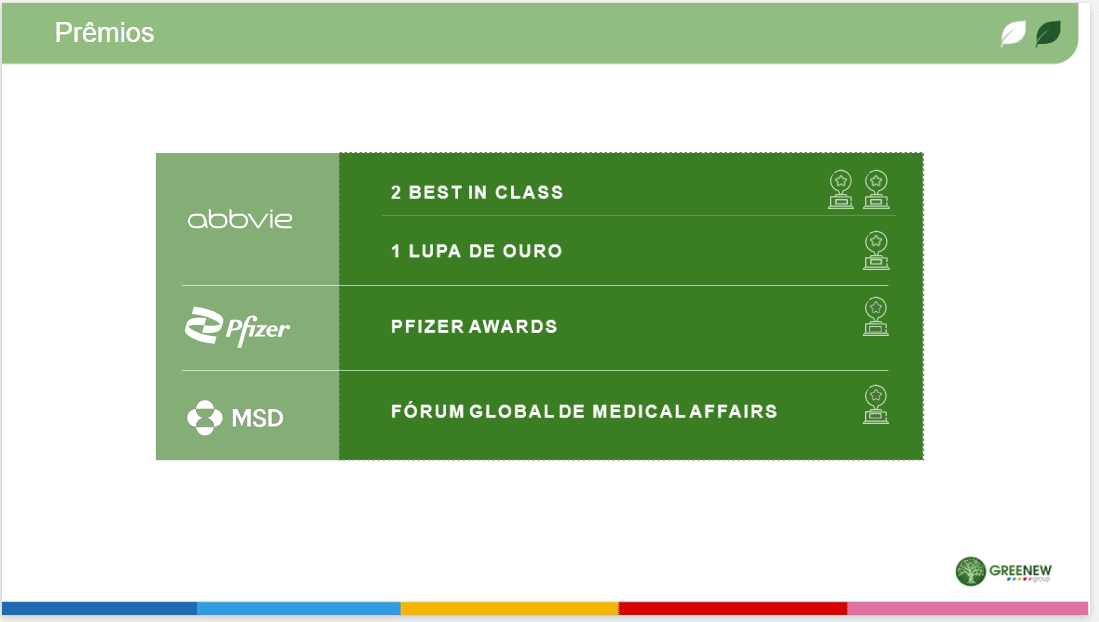 Prêmios
abbvie
2 BEST IN CLASS
1 LUPA DE OURO
Pfizer
PFIZER AWARDS
MSD
FÓRUM GLOBAL DE MEDICAL AFFAIRS
GREENEW
group